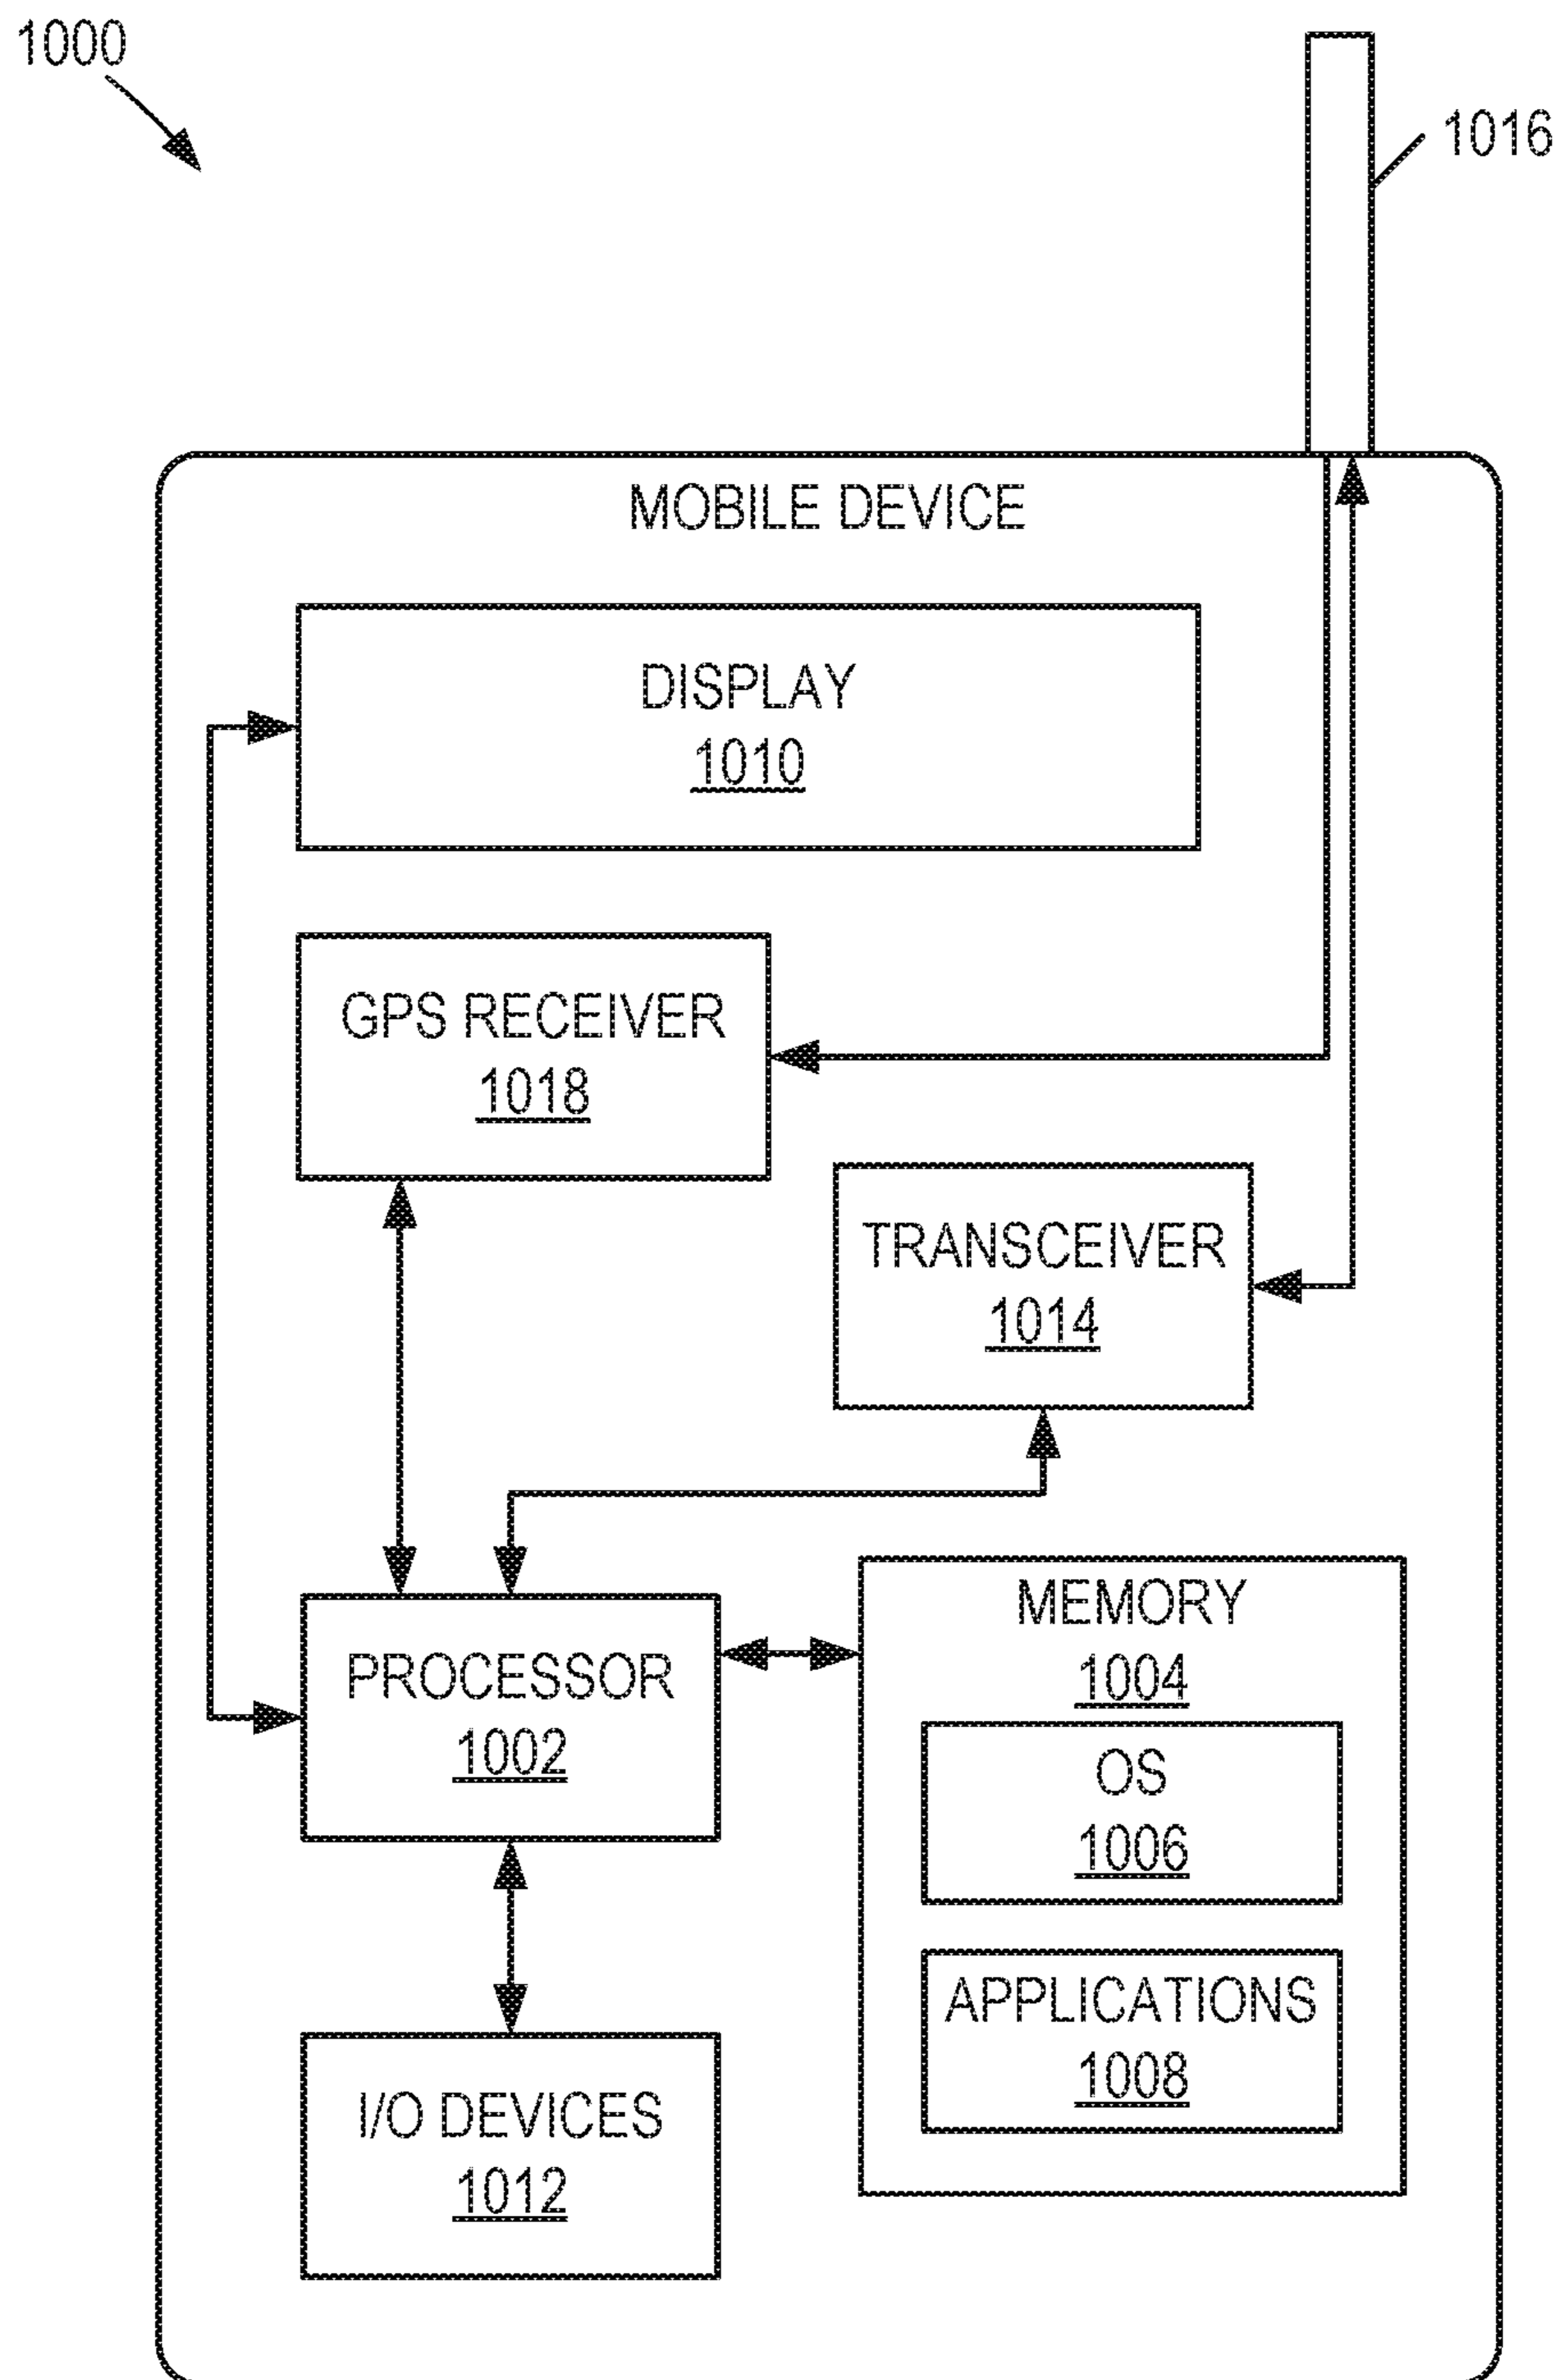 1000
1016
MOBILE DEVICE
DISPLAY
1010
GPS RECEIVER
1018
TRANSCEIVER
1014
MEMORY
1004
PROCESSOR
1002
OS
1006
APPLICATIONS
1008
I/O DEVICES
1012